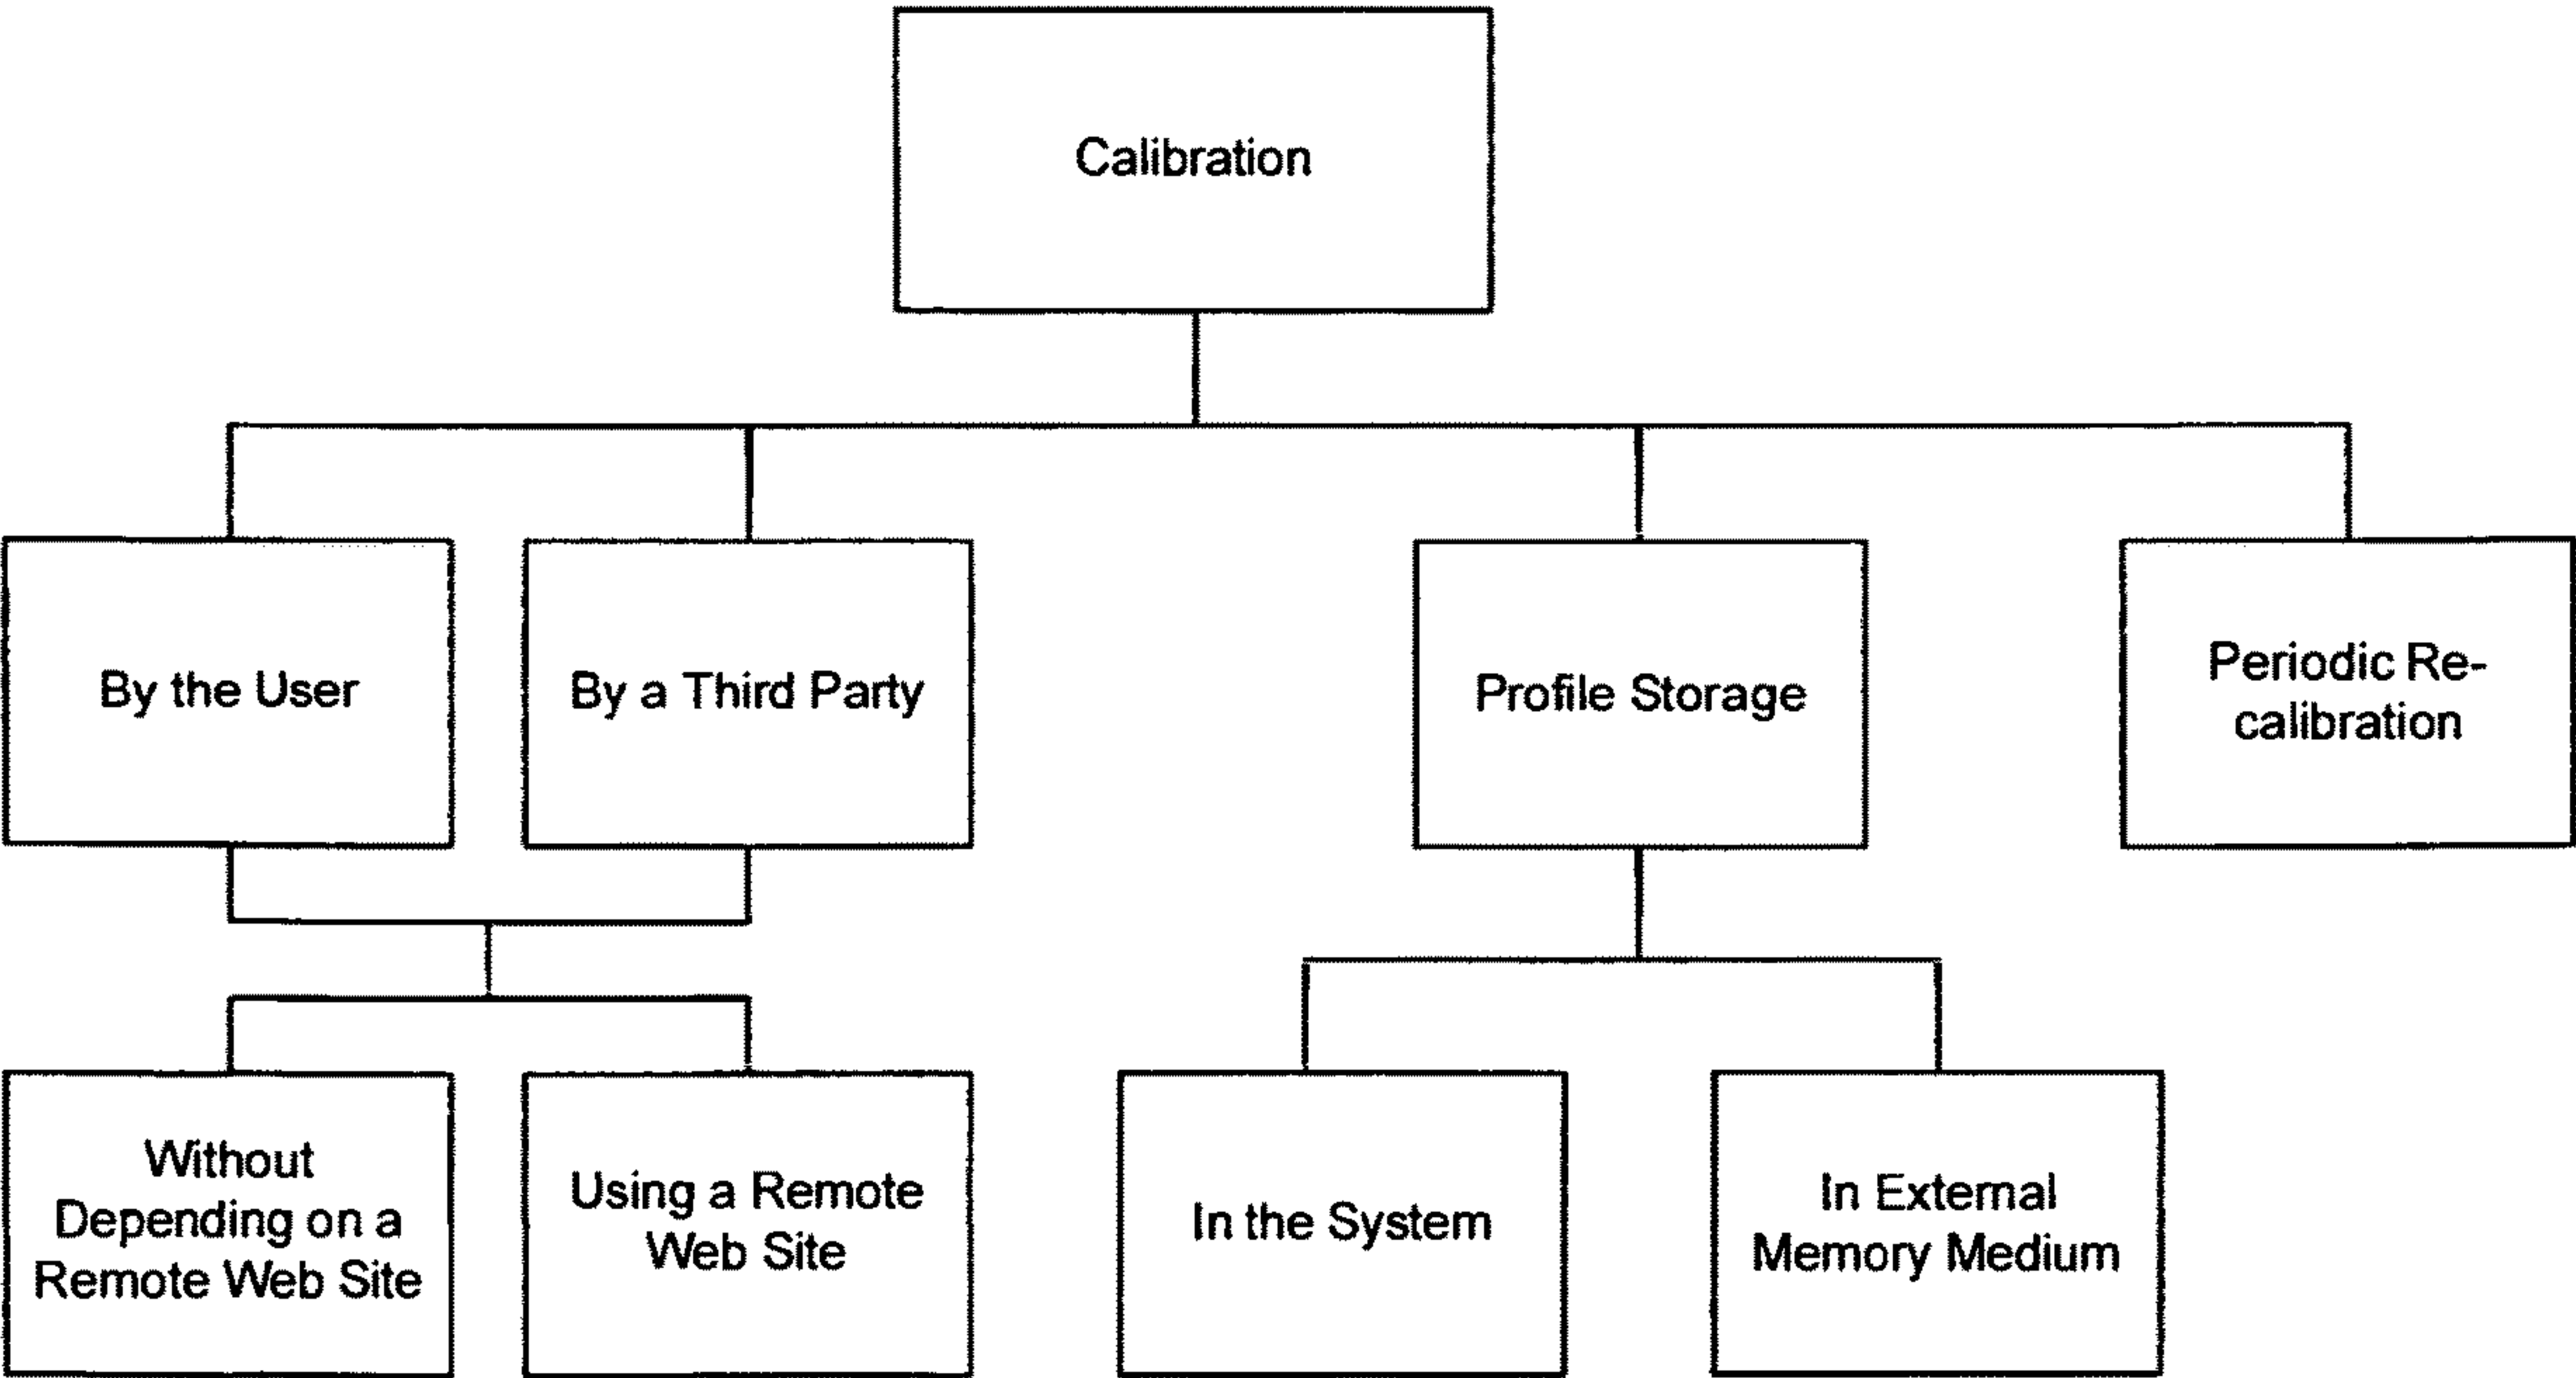 Calibration
By the User
By a Third Party
Profile Storage
Periodic Re-
calibration
Without
Depending on a
Remote Web Site
Using a Remote
Web Site
In the System
In External
Memory Medium